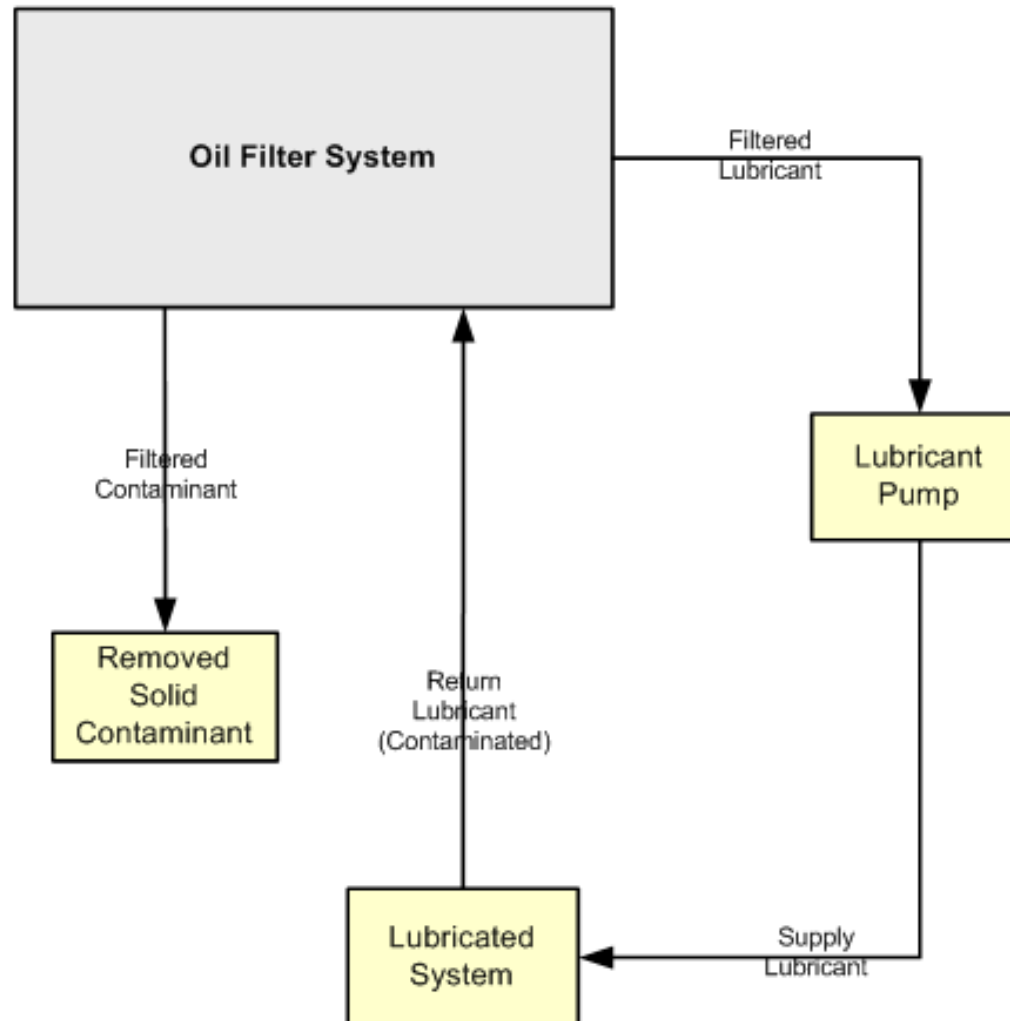 Oil Filter System
Filtered
Lubricant
Lubricant
Pump
Filtered
Contaminant
Removed
Solid
Contaminant
Return
Lubricant
(Contaminated)
Lubricated
System
Supply
Lubricant